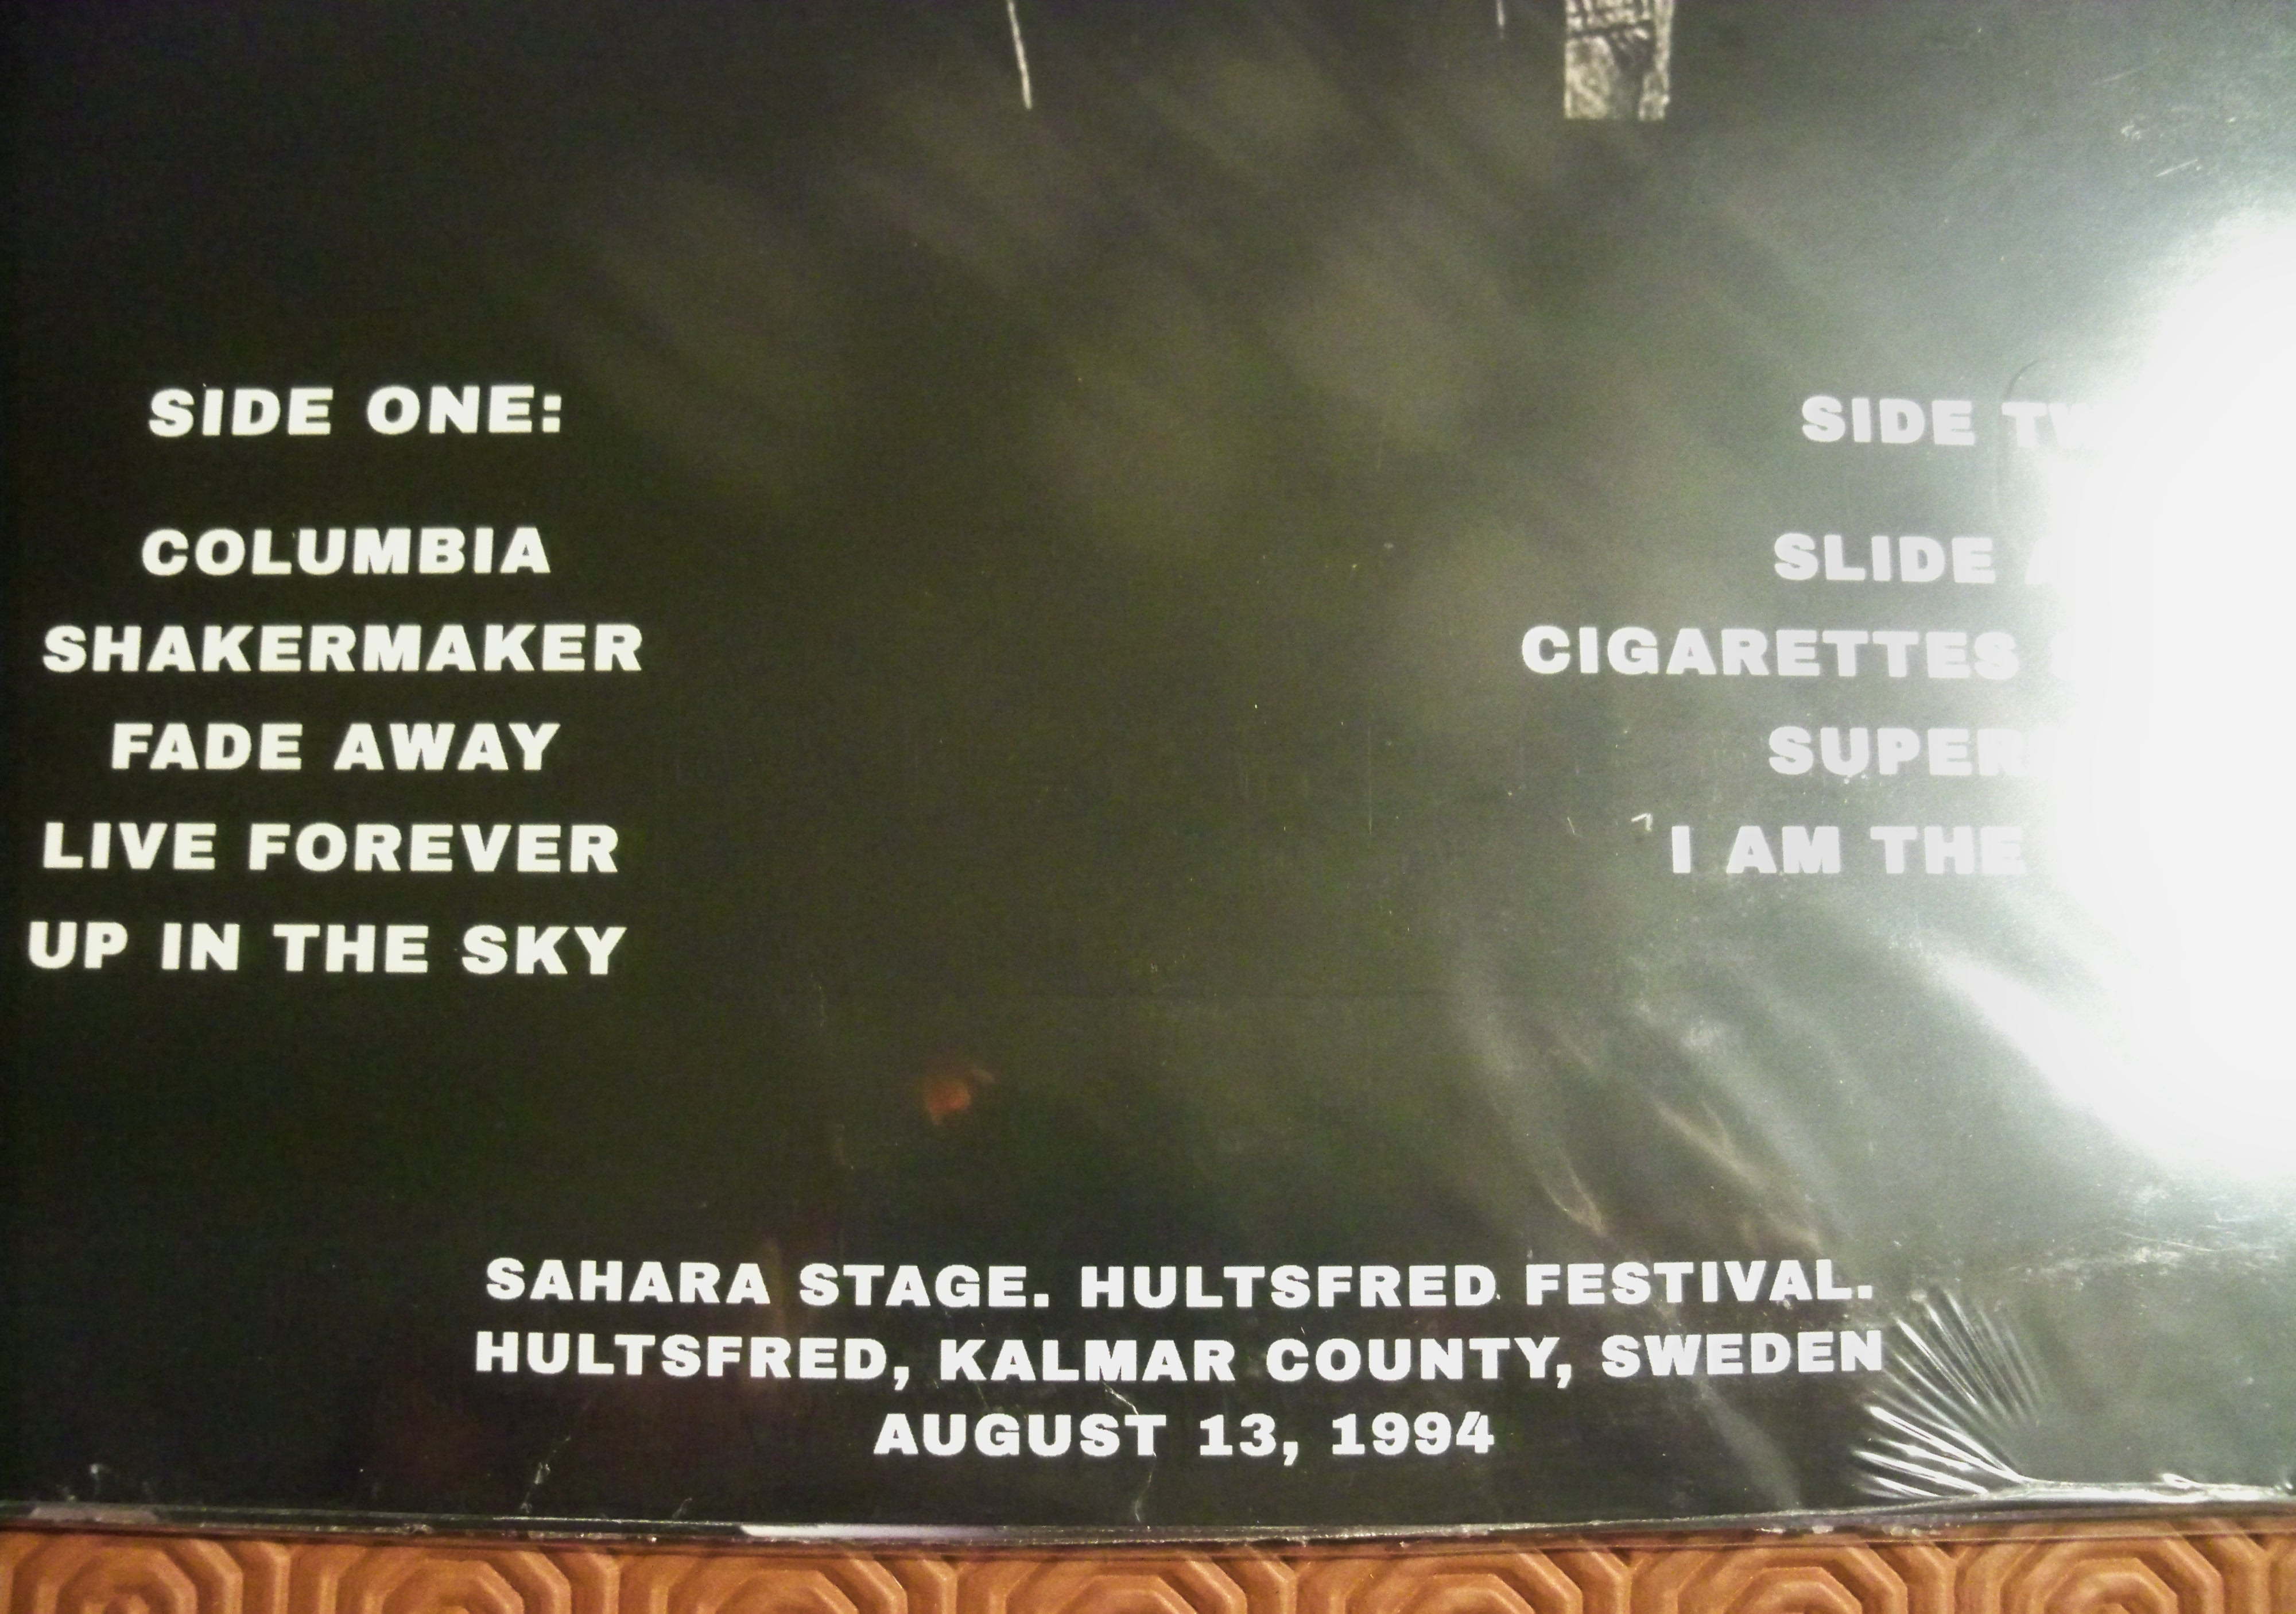 SIDE ONE:
COLUMBIA
SHAKERMAKER
FADE AWAY
LIVE FOREVER
UP IN THE SKY
SIDE
SLIDE
CIGARETTES
I AM THE
SAHARA STAGE. HULTSFRED FESTIVAL.
HULTSFRED, KALMAR COUNTY, SWEDEN
AUGUST 13, 1994